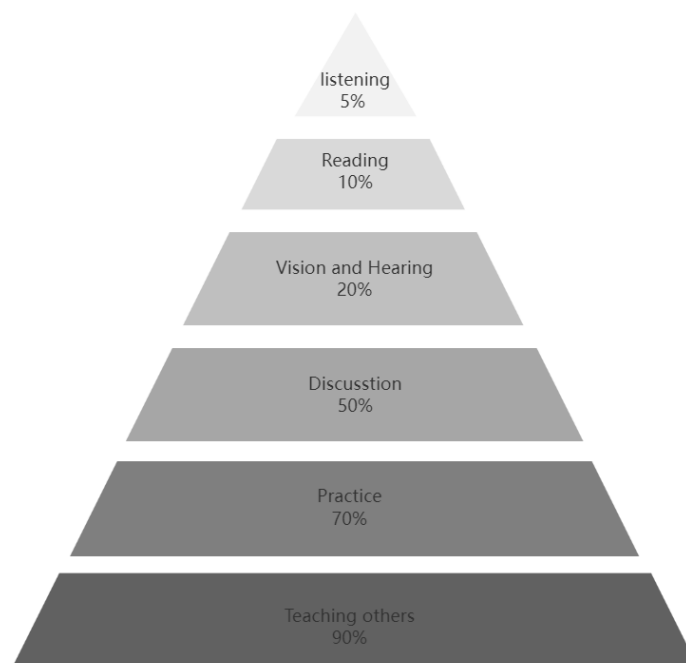 listening
5%
Reading
10%
Vision and Hearing
20%
Discusstion
50%
Practice
70%
Teaching others
90%